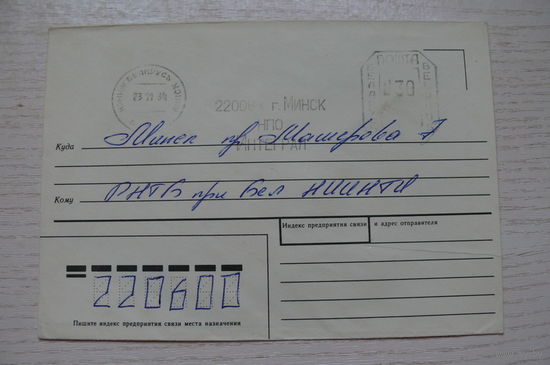 ПОШТА
г. МИНСК
НПО
ИНТЕГРАЛ
Куда Минск пр Машерова 7
Кому РНТБ при Бел НИИНТИ
Индекс предприятия связи и адрес отправителя
220600
Пишите индекс предприятия связи места назначения